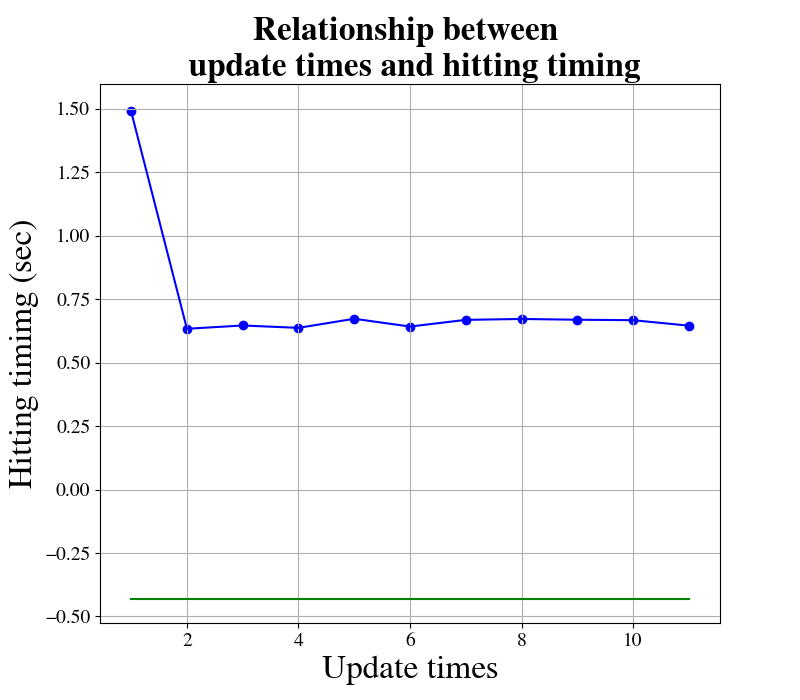 Relationship between
update times and hitting timing
Hitting timimg (sec)
1.50
1.25
1.00
0.75
0.50
0.25
0.00
−0.25
−0.50
2 4 6 8 10
Update times